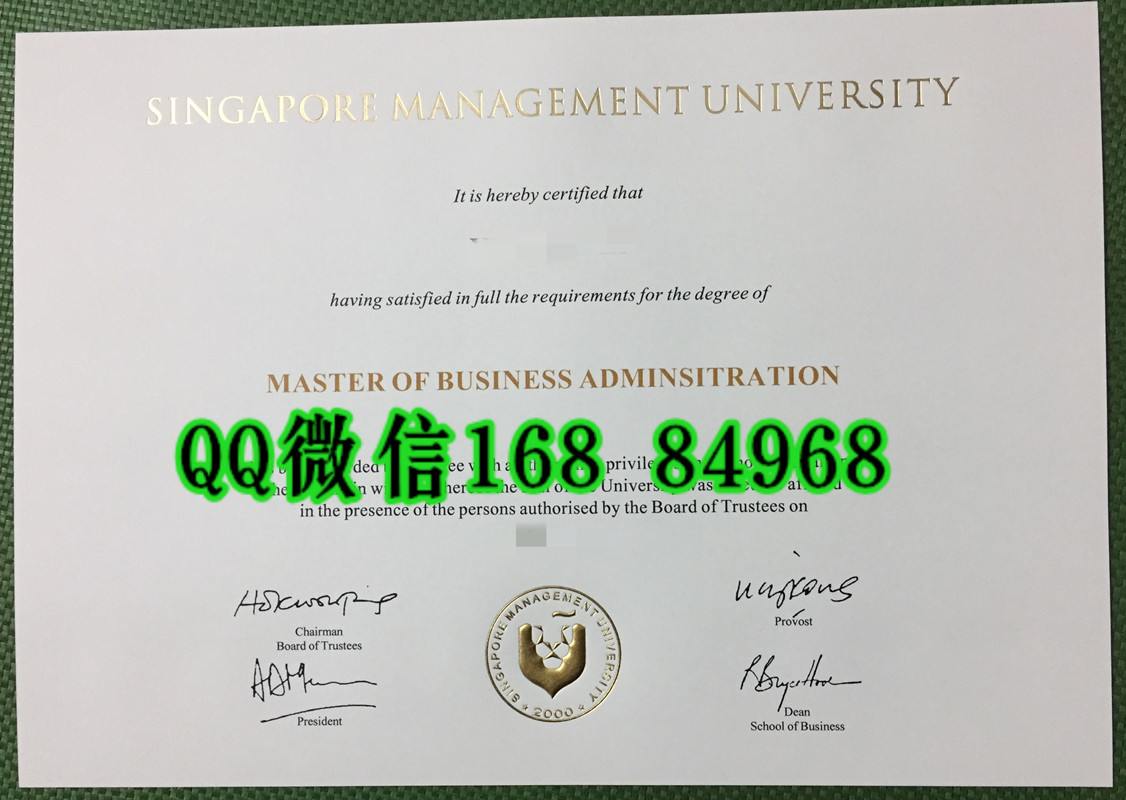 SINGAPORE MANAGEMENT UNIVERSITY
It is hereby certified that
having satisfied in full the requirements for the degree of
MASTER OF BUSINESS ADMINSITRATION
QQ微信168 84968
in the presence of the persons authorised by the Board of Trustees on
Chairman
Board of Trustees
President
SINGAPORE MANAGEMENT UNIVERSITY
2000
Provost
Dean
School of Business